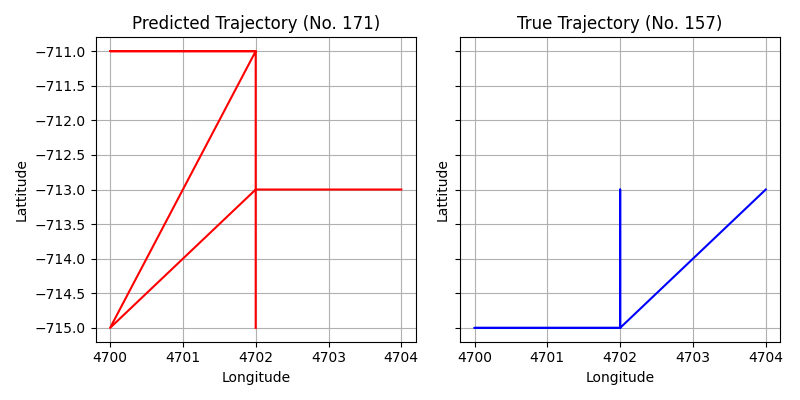 Predicted Trajectory (No. 171)
Lattitude
−711.0
−711.5
−712.0
−712.5
−713.0
−713.5
−714.0
−714.5
−715.0
4700 4701 4702 4703 4704
Longitude
True Trajectory (No. 157)
Lattitude
4700 4701 4702 4703 4704
Longitude